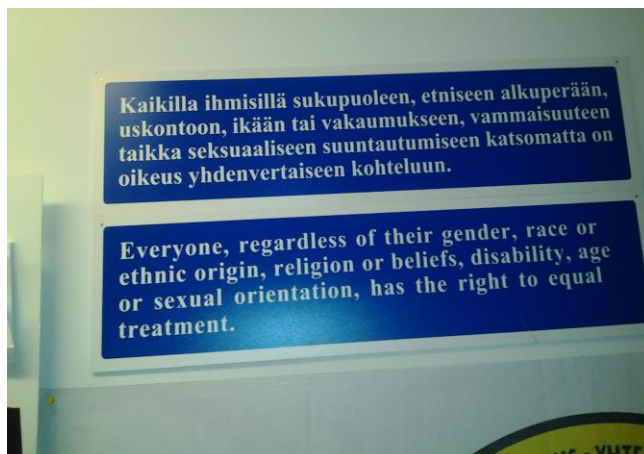 Kaikilla ihmisillä sukupuoleen, etniseen alkuperään,
uskontoon, ikään tai vakaumukseen, vammaisuuteen
taikka seksuaaliseen suuntautumiseen katsomatta on
oikeus yhdenvertaiseen kohteluun.
Everyone, regardless of their gender, race or
ethnic origin, religion or beliefs, disability, age
or sexual orientation, has the right to equal
treatment.